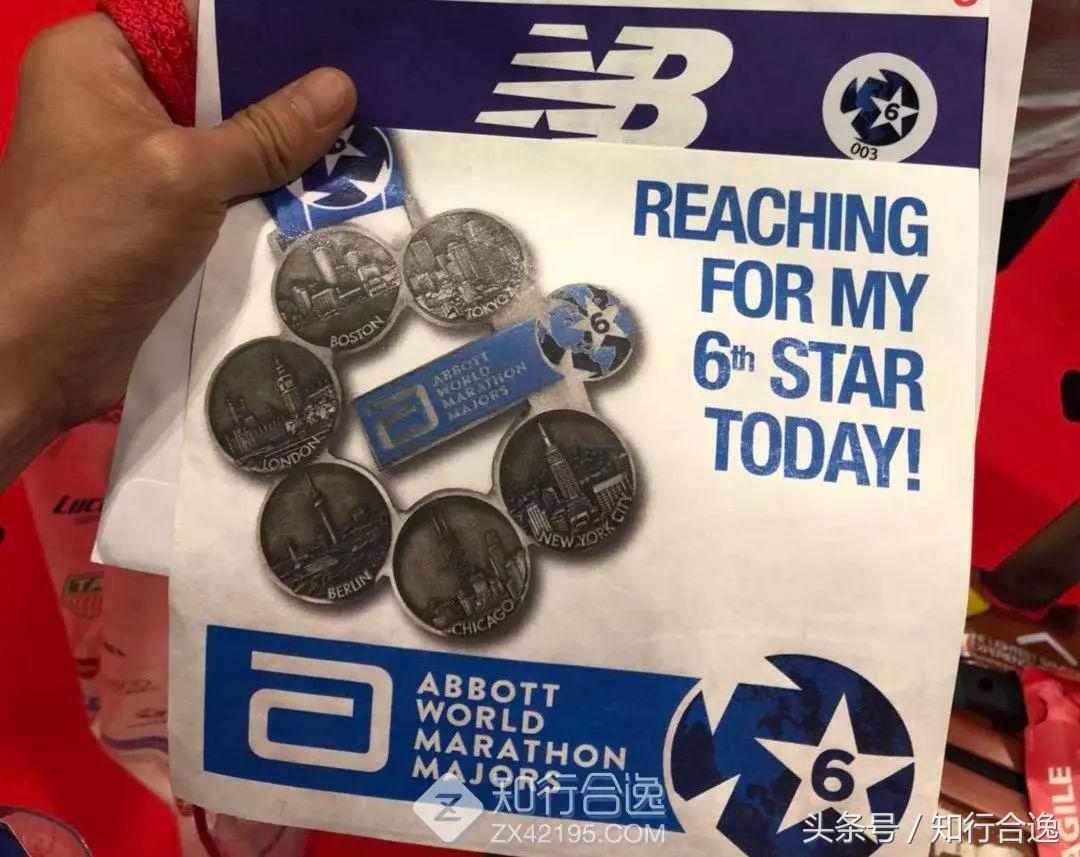 NB
6
003
6
REACHING
FOR MY
6th STAR
TODAY!
BOSTON
TOKYO
6
ABBOTT
WORLD
MARATHON
MAJORS
LONDON
NEW YORK CITY
BERLIN
CHICAGO
ABBOTT
WORLD
MARATHON
MAJORS
6
知行合逸
ZX42195.COM
头条号 / 知行合逸